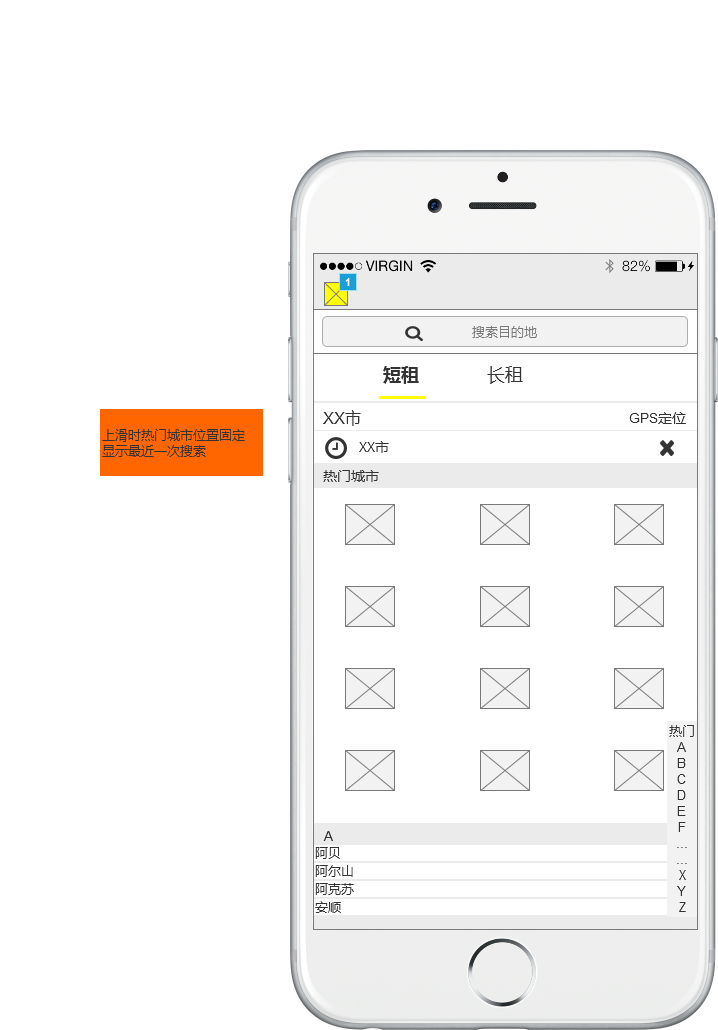 VIRGIN
82%
1
搜索目的地
短租
长租
XX市
GPS定位
XX市
热门城市
上滑时热门城市位置固定
显示最近一次搜索
热门
A
B
C
D
E
F
...
...
X
Y
Z
A
阿贝
阿尔山
阿克苏
安顺